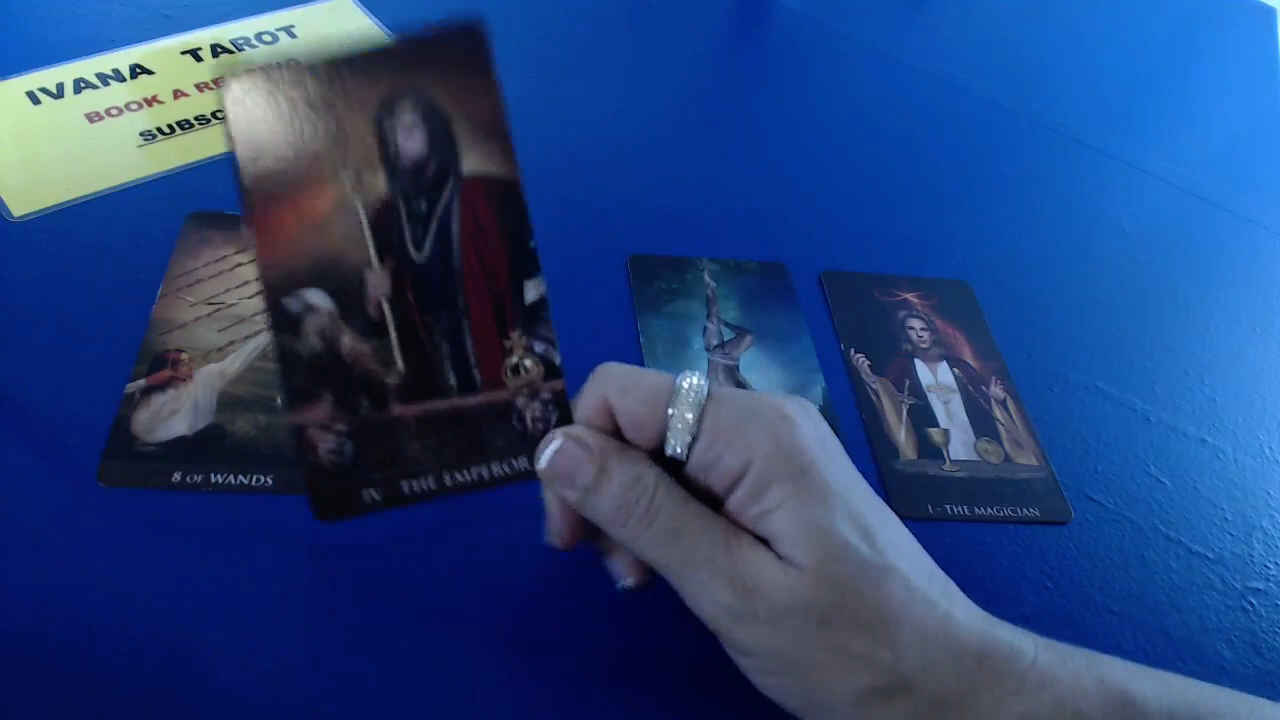 IVANA TAROT
BOOK A RE
SUBSC
8 OF WANDS
IV THE EMPEROR
I - THE MAGICIAN